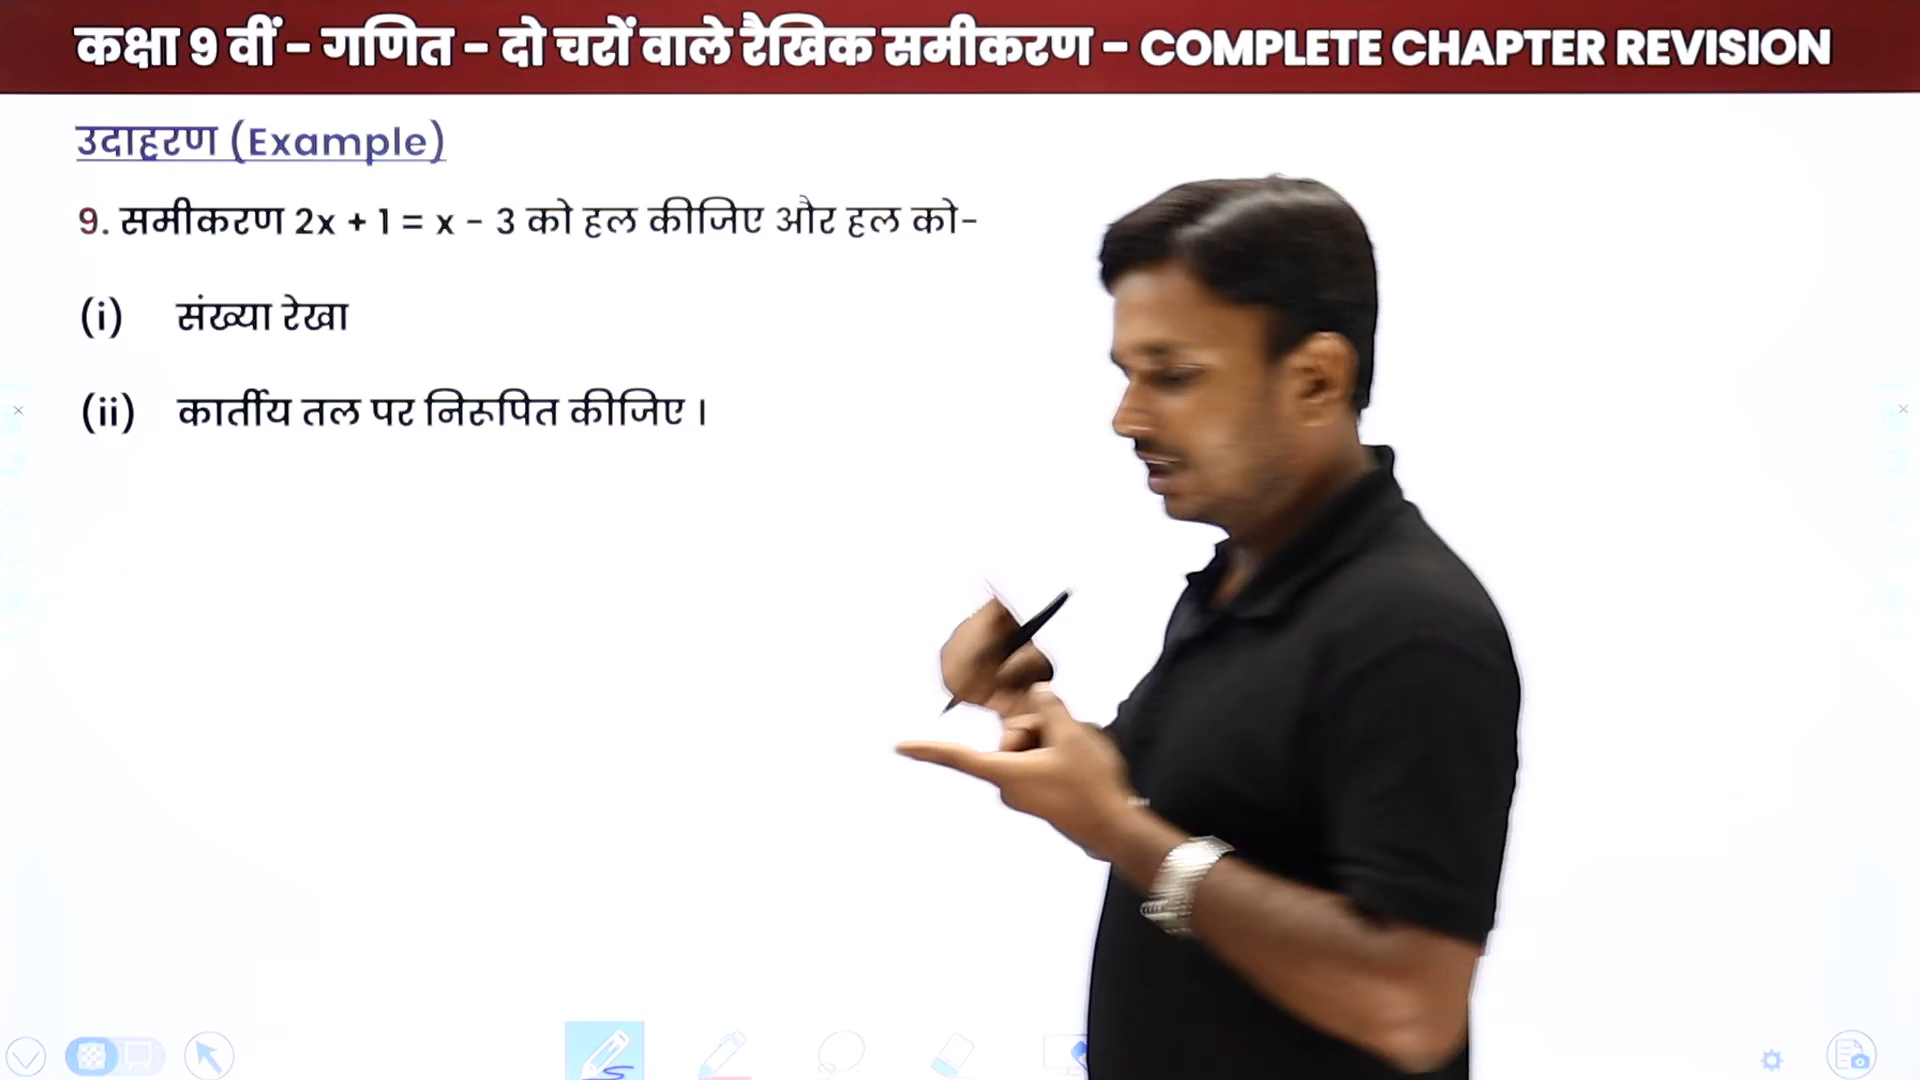 कक्षा 9 वीं – गणित – दो चरों वाले रैखिक समीकरण – COMPLETE CHAPTER REVISION
उदाहरण (Example)
9. समीकरण 2x + 1 = x - 3 को हल कीजिए और हल को-
(i) संख्या रेखा
(ii) कार्तीय तल पर निरूपित कीजिए ।